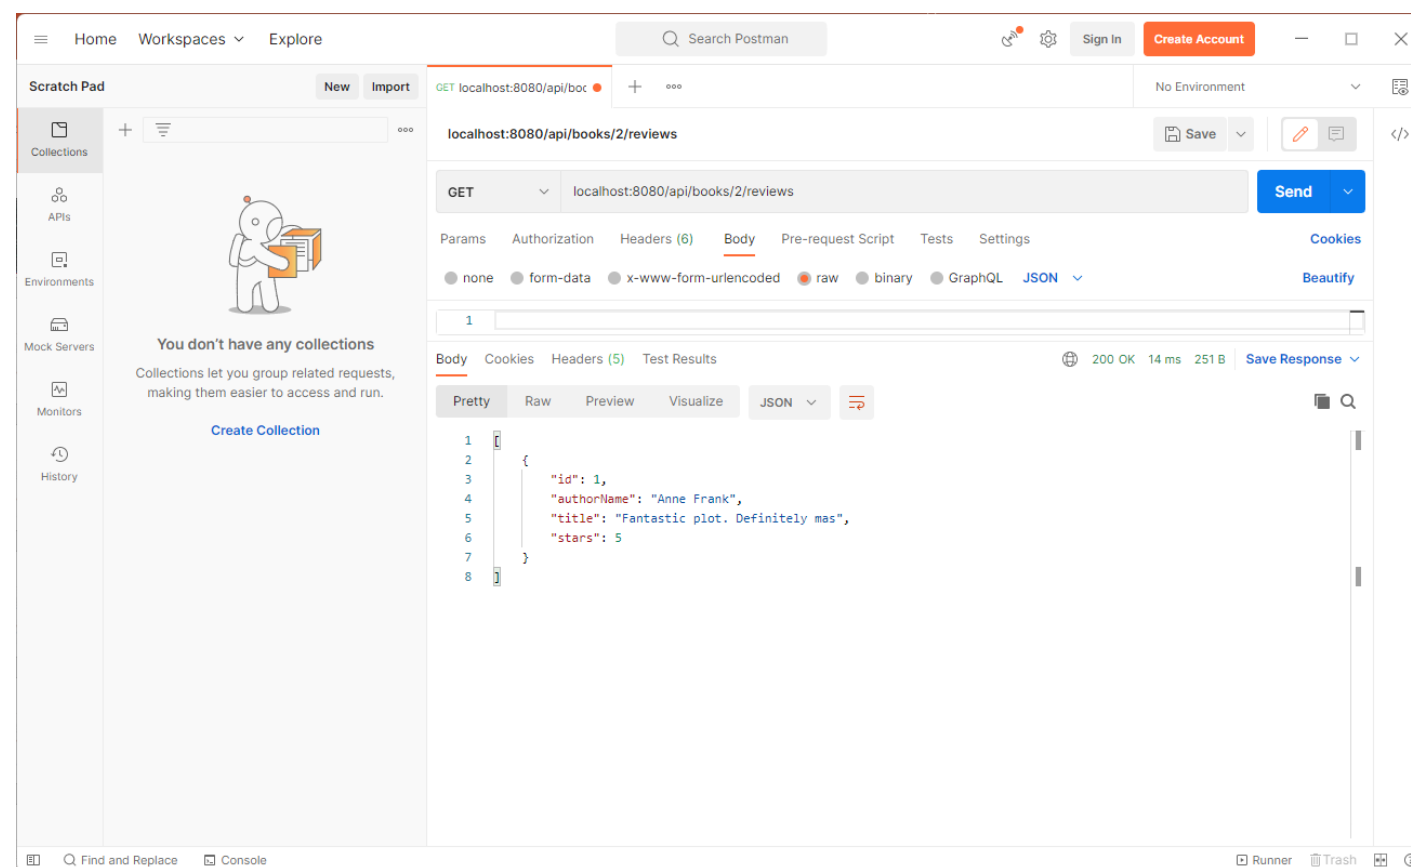 Home Workspaces Explore Search Postman Sign In Create Account
Scratch Pad New Import GET localhost:8080/api/boo No Environment
Collections
localhost:8080/api/books/2/reviews Save
GET localhost:8080/api/books/2/reviews Send
APIs
Params Authorization Headers (6) Body Pre-request Script Tests Settings Cookies
Environments
none form-data x-www-form-urlencoded raw binary GraphQL JSON Beautify
1
Mock Servers
You don't have any collections
Collections let you group related requests,
making them easier to access and run.
Create Collection
Monitors
History
Body Cookies Headers (5) Test Results 200 OK 14 ms 251 B Save Response
Pretty Raw Preview Visualize JSON
1 [
2 {
3 "id": 1,
4 "authorName": "Anne Frank",
5 "title": "Fantastic plot. Definitely mas",
6 "stars": 5
7 }
8 ]
Find and Replace Console Runner Trash